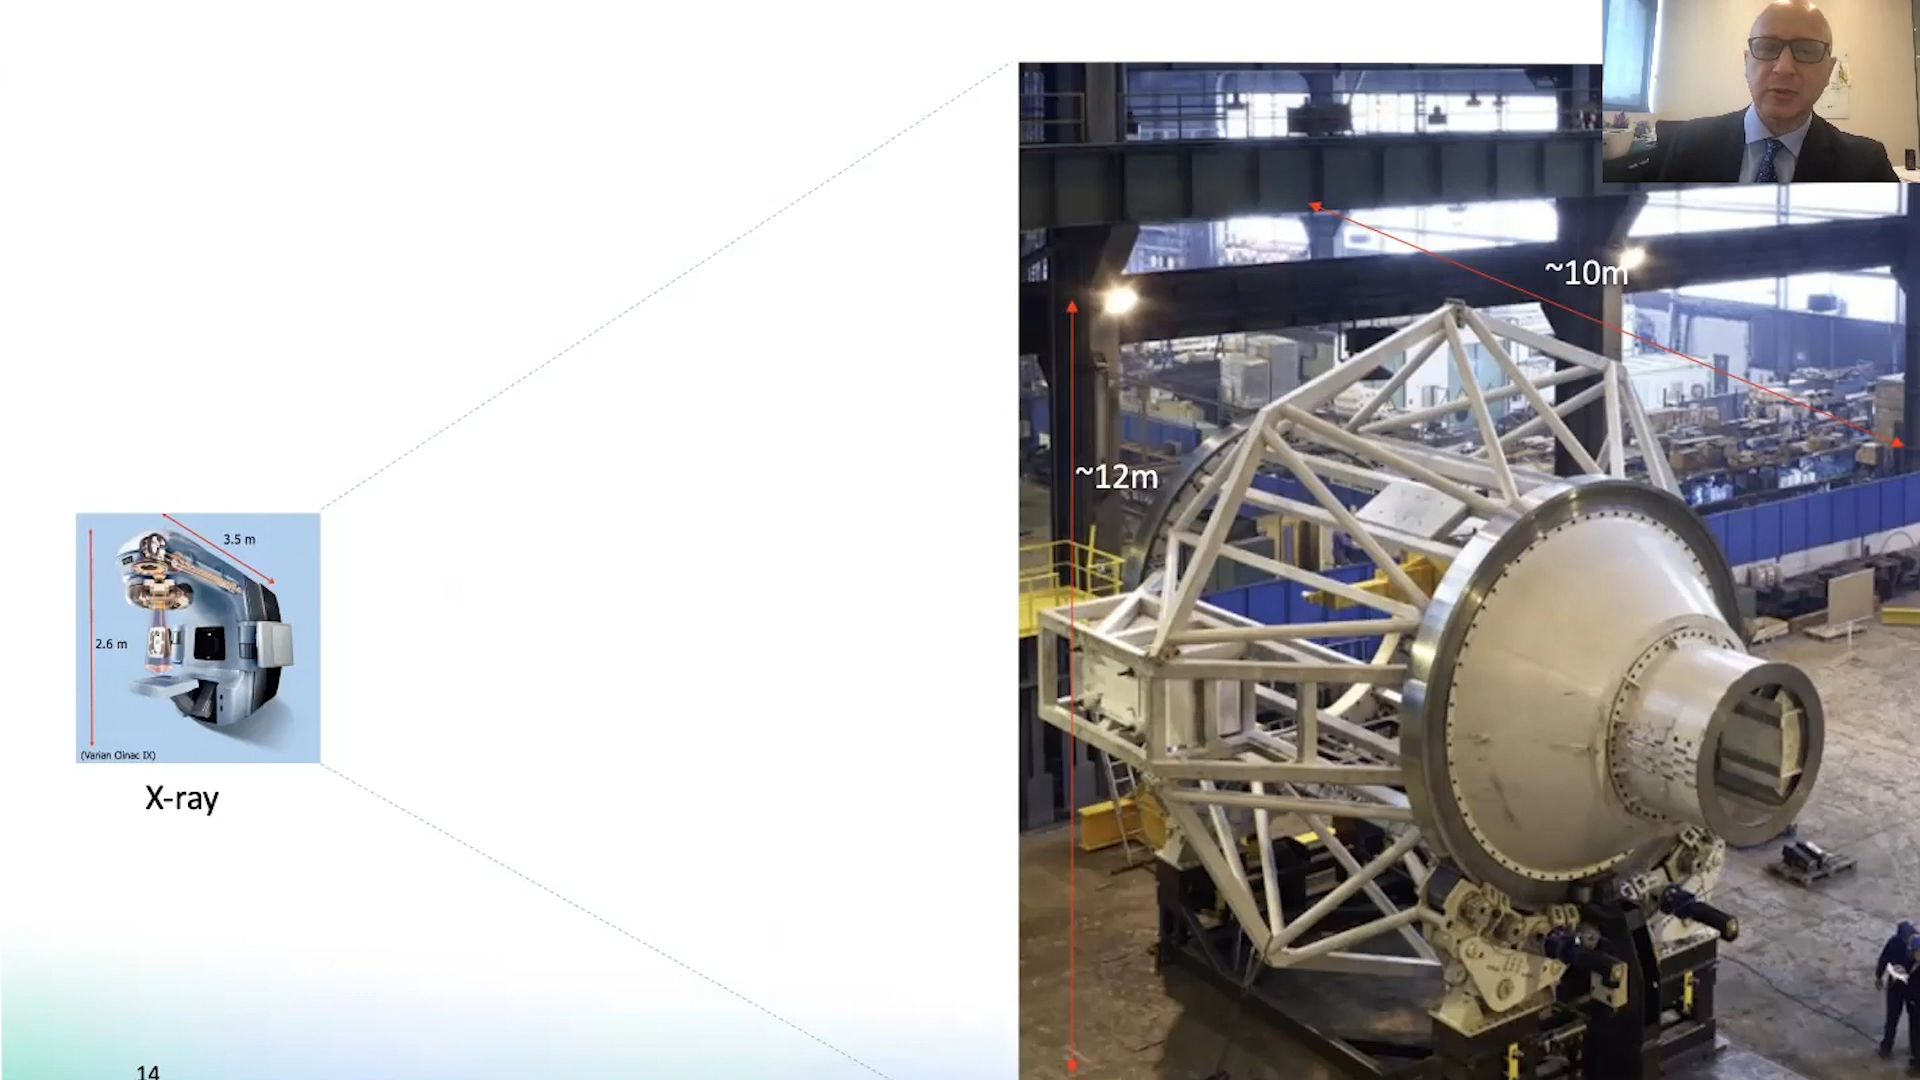 ~10m
~12m
3.5 m
2.6 m
(Varian Clinac IX)
X-ray
14